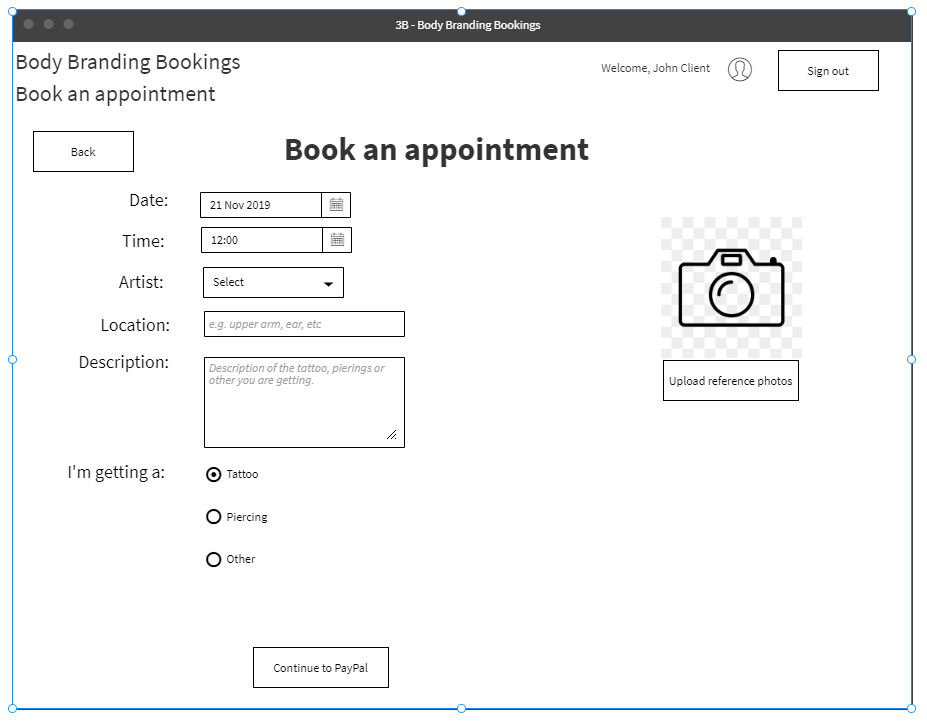 3B - Body Branding Bookings
Body Branding Bookings
Welcome, John Client
Sign out
Book an appointment
Back
Book an appointment
Date:
21 Nov 2019
Time:
12:00
Artist:
Select
Location:
e.g. upper arm, ear, etc
Description:
Description of the tattoo, pierings or
other you are getting.
Upload reference photos
I'm getting a:
Tattoo
Piercing
Other
Continue to PayPal